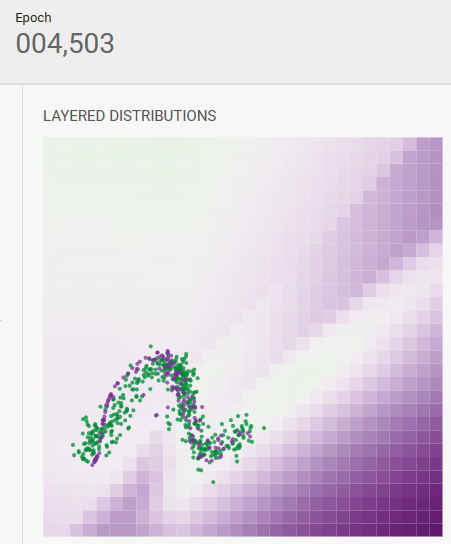 Epoch
004,503
LAYERED DISTRIBUTIONS